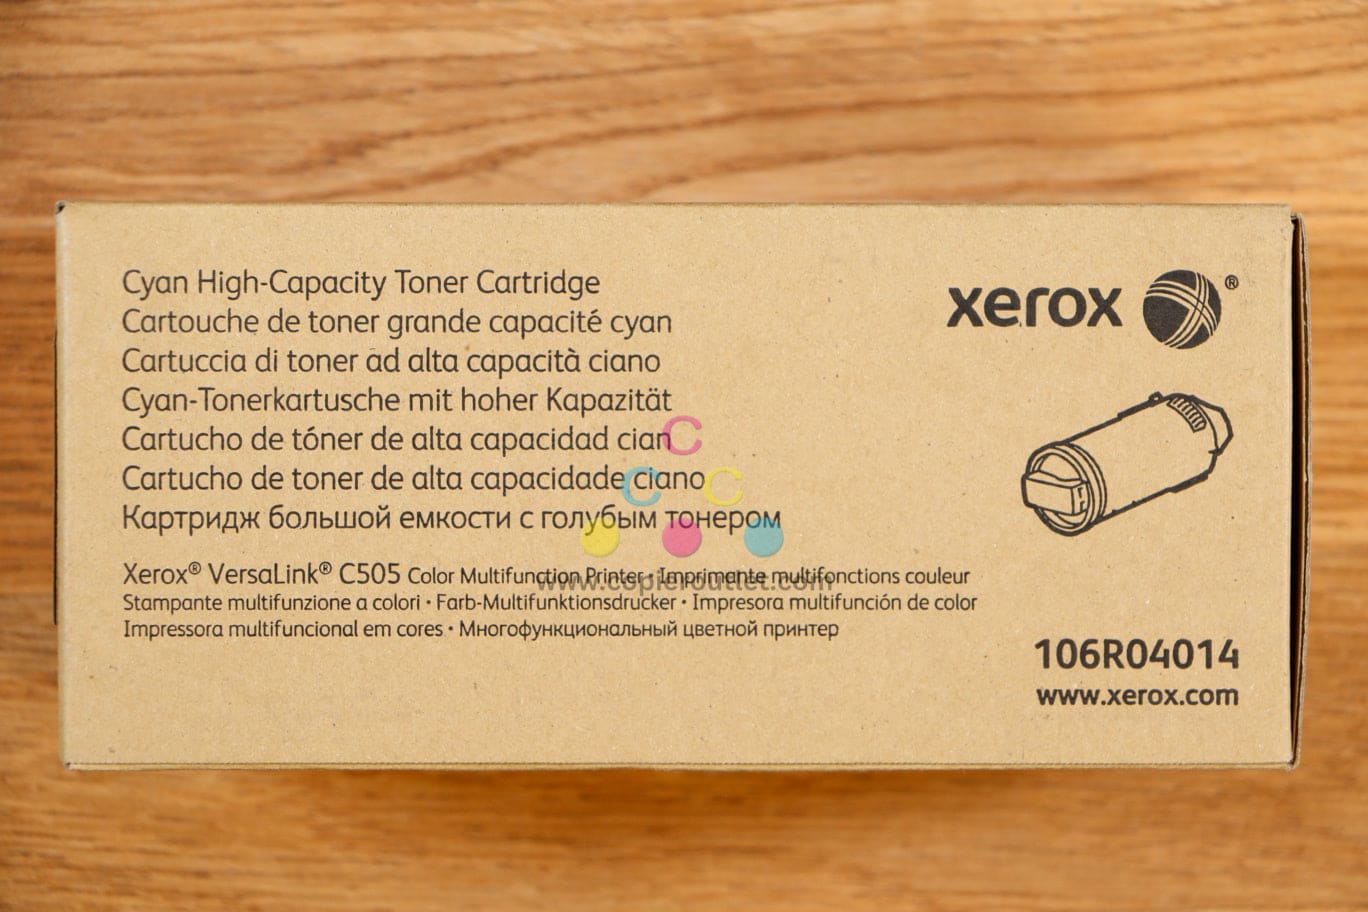 Cyan High-Capacity Toner Cartridge
Cartouche de toner grande capacité cyan
Cartuccia di toner ad alta capacità ciano
Cyan-Tonerkartusche mit hoher Kapazität
Cartucho de tóner de alta capacidad cian
Cartucho de toner de alta capacidade ciano
Картридж большой емкости с голубым тонером
Xerox® VersaLink® C505 Color Multifunction Printer · Imprimante multifonctions couleur
Stampante multifunzione a colori · Farb-Multifunktionsdrucker · Impresora multifunción de color
Impressora multifuncional em cores · Многофункциональный цветной принтер
xerox ®
106R04014
www.xerox.com
C
C C
www.copieroutlet.com